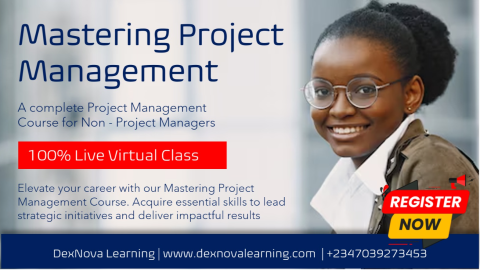 Mastering Project
Management
A complete Project Management
Course for Non - Project Managers
100% Live Virtual Class
Elevate your career with our Mastering Project
Management Course. Acquire essential skills to lead
strategic initiatives and deliver impactful results
REGISTER
NOW
DexNova Learning | www.dexnovalearning.com | +2347039273453